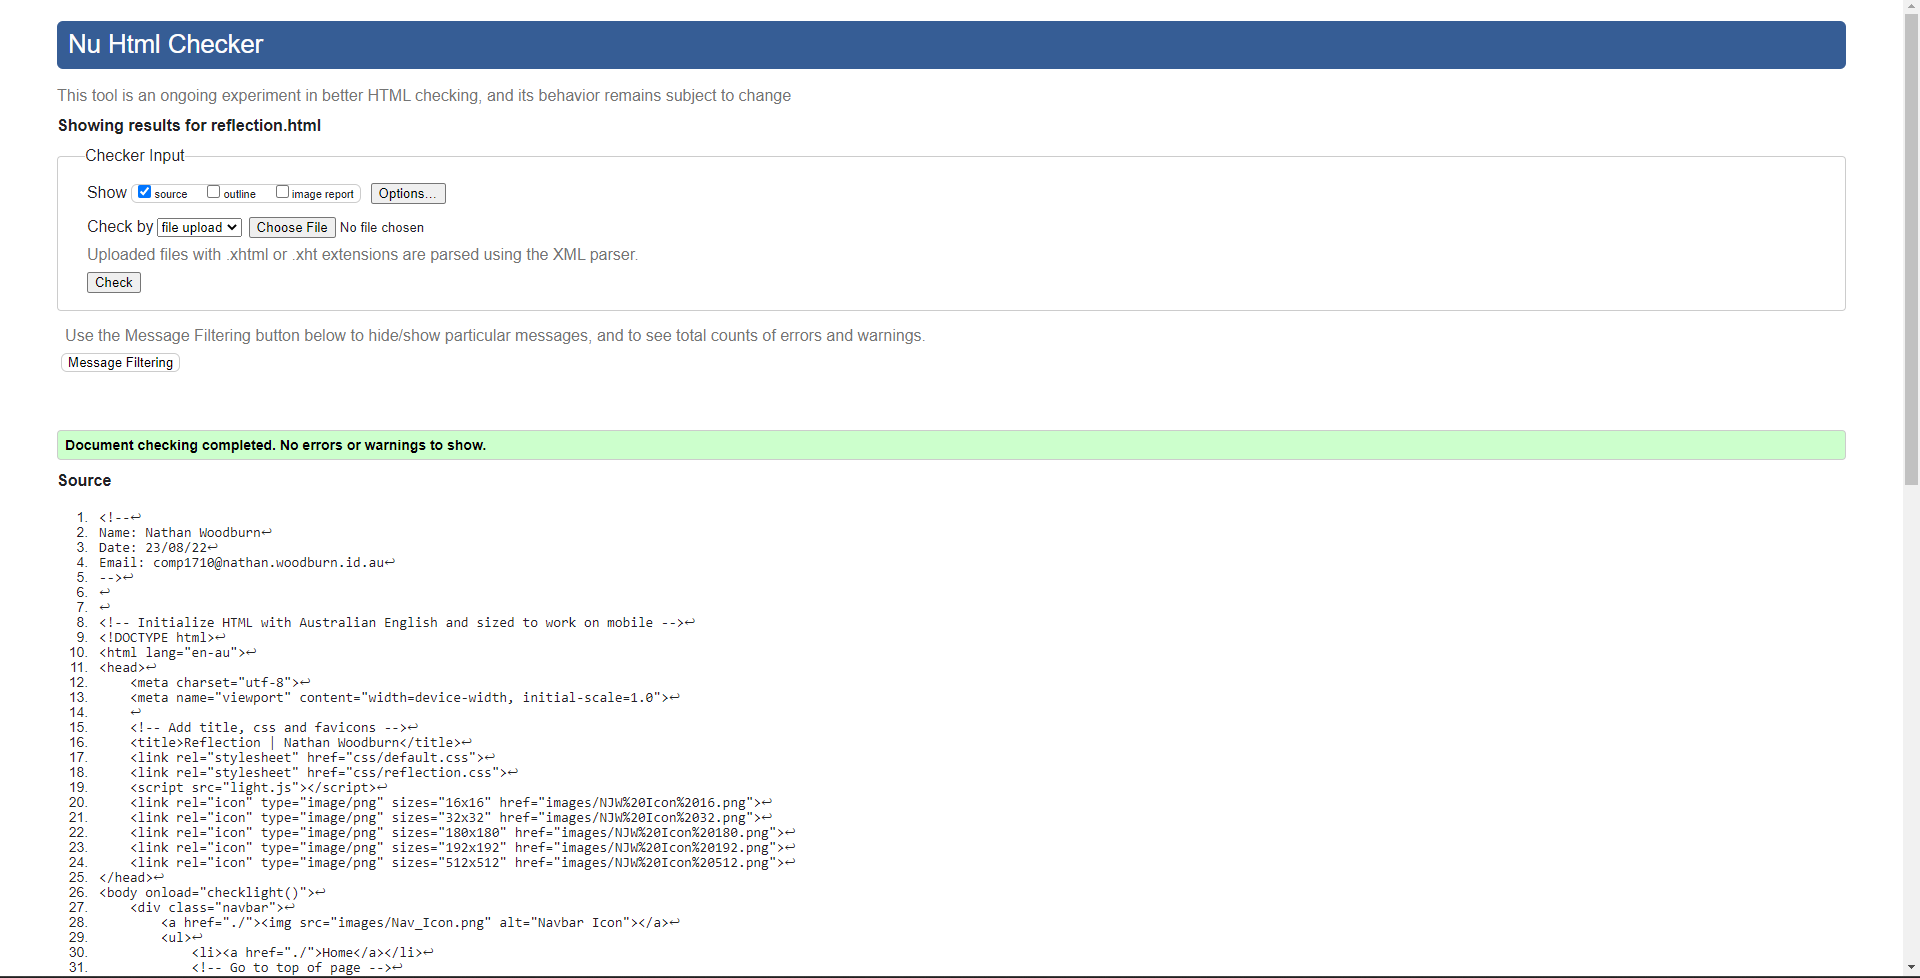 Nu Html Checker
This tool is an ongoing experiment in better HTML checking, and its behavior remains subject to change
Showing results for reflection.html
Checker Input
Show source outline image report Options...
Check by file upload Choose File No file chosen
Uploaded files with .xhtml or .xht extensions are parsed using the XML parser.
Check
Use the Message Filtering button below to hide/show particular messages, and to see total counts of errors and warnings.
Message Filtering
Document checking completed. No errors or warnings to show.
Source
1. <!--↩
2. Name: Nathan Woodburn↩
3. Date: 23/08/22↩
4. Email: comp1710@nathan.woodburn.id.au↩
5. -->↩
6. ↩
7. ↩
8. <!-- Initialize HTML with Australian English and sized to work on mobile -->↩
9. <!DOCTYPE html>↩
10. <html lang="en-au">↩
11. <head>↩
12. <meta charset="utf-8">↩
13. <meta name="viewport" content="width=device-width, initial-scale=1.0">↩
14. ↩
15. <!-- Add title, css and favicons -->↩
16. <title>Reflection | Nathan Woodburn</title>↩
17. <link rel="stylesheet" href="css/default.css">↩
18. <link rel="stylesheet" href="css/reflection.css">↩
19. <script src="light.js"></script>↩
20. <link rel="icon" type="image/png" sizes="16x16" href="images/NJW%20Icon%2016.png">↩
21. <link rel="icon" type="image/png" sizes="32x32" href="images/NJW%20Icon%2032.png">↩
22. <link rel="icon" type="image/png" sizes="180x180" href="images/NJW%20Icon%20180.png">↩
23. <link rel="icon" type="image/png" sizes="192x192" href="images/NJW%20Icon%20192.png">↩
24. <link rel="icon" type="image/png" sizes="512x512" href="images/NJW%20Icon%20512.png">↩
25. </head>↩
26. <body onload="checklight()">↩
27. <div class="navbar">↩
28. <a href="./"><img src="images/Nav_Icon.png" alt="Navbar Icon"></a>↩
29. <ul>↩
30. <li><a href="./">Home</a></li>↩
31. <!-- Go to top of page -->↩